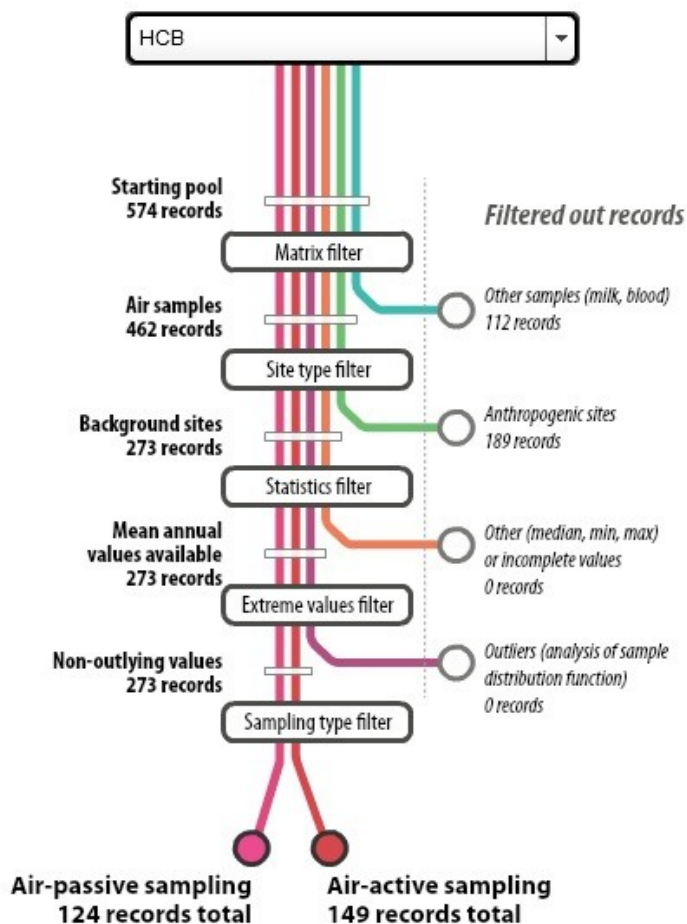 HCB
Starting pool
574 records
Filtered out records
Matrix filter
Other samples (milk, blood)
112 records
Air samples
462 records
Site type filter
Anthropogenic sites
189 records
Background sites
273 records
Statistics filter
Other (median, min, max)
or incomplete values
0 records
Mean annual
values available
273 records
Extreme values filter
Outliers (analysis of sample
distribution function)
0 records
Non-outlying values
273 records
Sampling type filter
Air-passive sampling
124 records total
Air-active sampling
149 records total